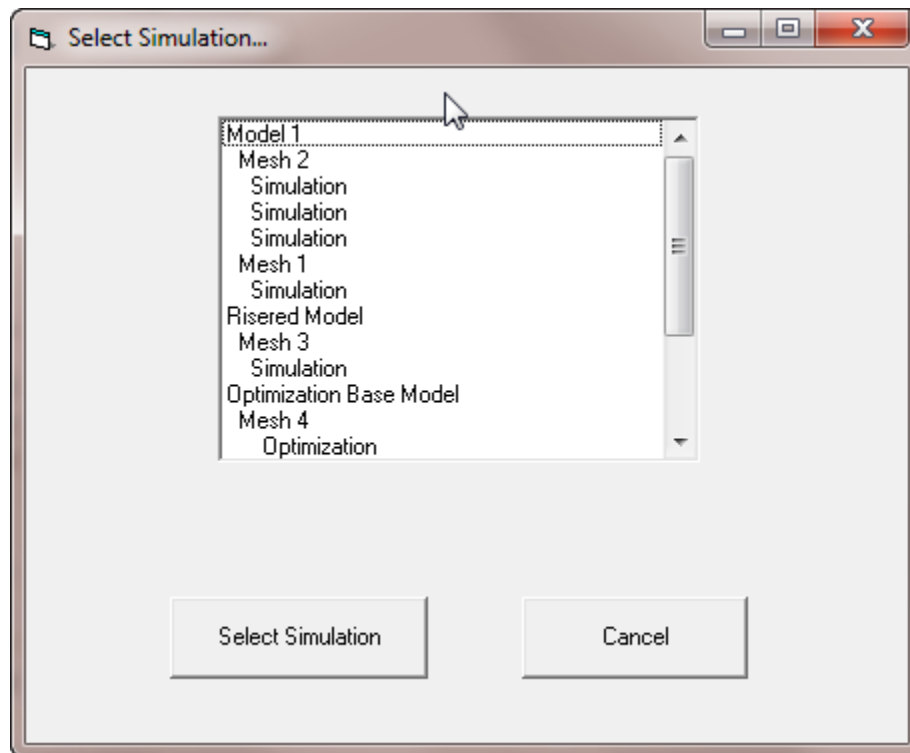 Select Simulation...
Model 1
Mesh 2
Simulation
Simulation
Simulation
Mesh 1
Simulation
Risered Model
Mesh 3
Simulation
Optimization Base Model
Mesh 4
Optimization
Select Simulation
Cancel